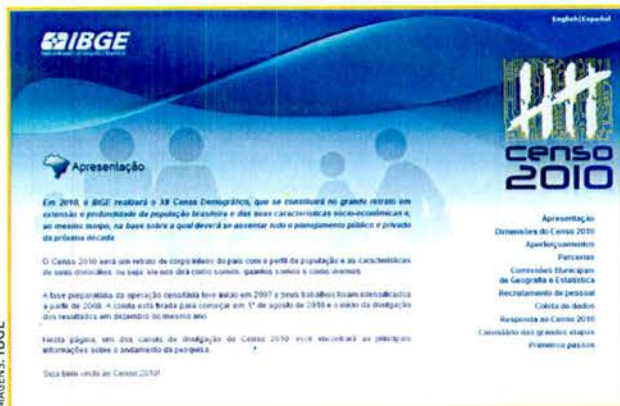 English|Español
IBGE
censo
2010
Apresentação
Em 2010, o IBGE realizará o XII Censo Demográfico, que se constituirá no grande retrato em
extensão e profundidade da população brasileira e das suas características sócio-econômicas e,
ao mesmo tempo, na base sobre a qual deverá se assentar todo o planejamento público e privado
da próxima década.
O Censo 2010 será um retrato de corpo inteiro do país com o perfil da população e as características
de seus domicílios, ou seja, ele nos dirá como somos, quantos somos e como vivemos.
A fase preparatória da operação censitária teve início em 2007 e seus trabalhos foram intensificados
a partir de 2008. A coleta está fixada para começar em 1º de agosto de 2010 e o início da divulgação
dos resultados em dezembro do mesmo ano.
Nesta página, um dos canais de divulgação do Censo 2010, você encontrará as principais
informações sobre o andamento da pesquisa.
Seja bem-vindo ao Censo 2010!
Apresentação
Dimensões do Censo 2010
Aperfeiçoamentos
Parcerias
Comissões Municipais
de Geografia e Estatística
Recrutamento de pessoal
Coleta de dados
Responda ao Censo 2010
Calendário das grandes etapas
Primeiros passos
IMAGENS: IBGE